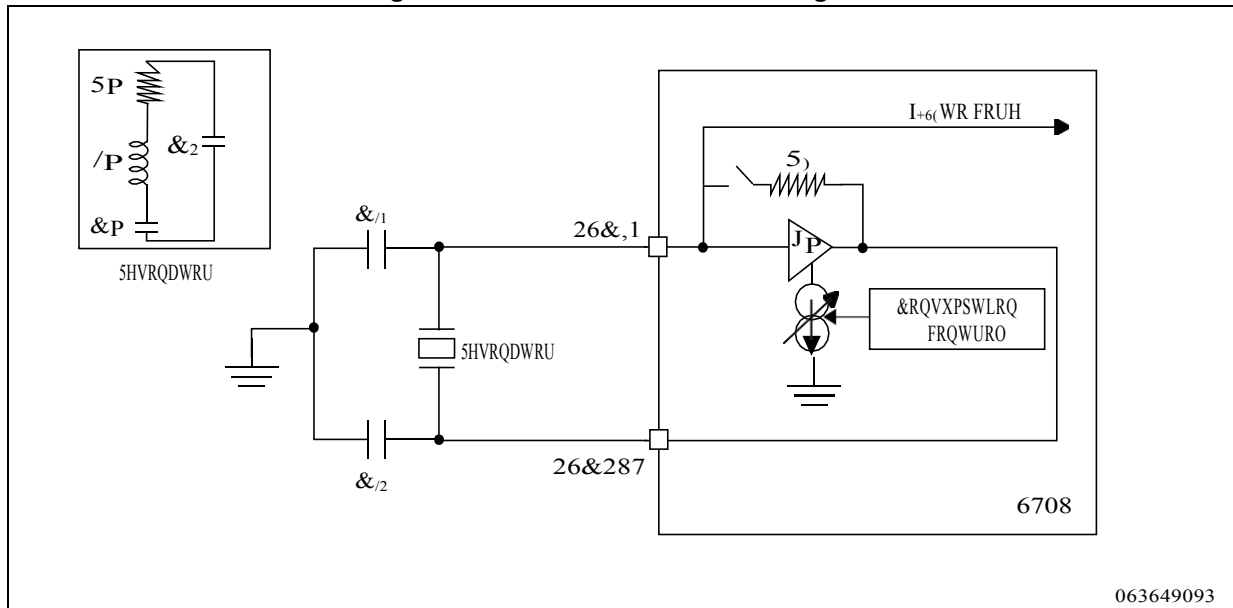 5P
/P
&2
&P
5HVRQDWRU
&/1
26&,1
I+6( WR FRUH
5)
JP
&RQVXPSWLRQ
FRQWURO
5HVRQDWRU
&/2
26&287
6708
063649093